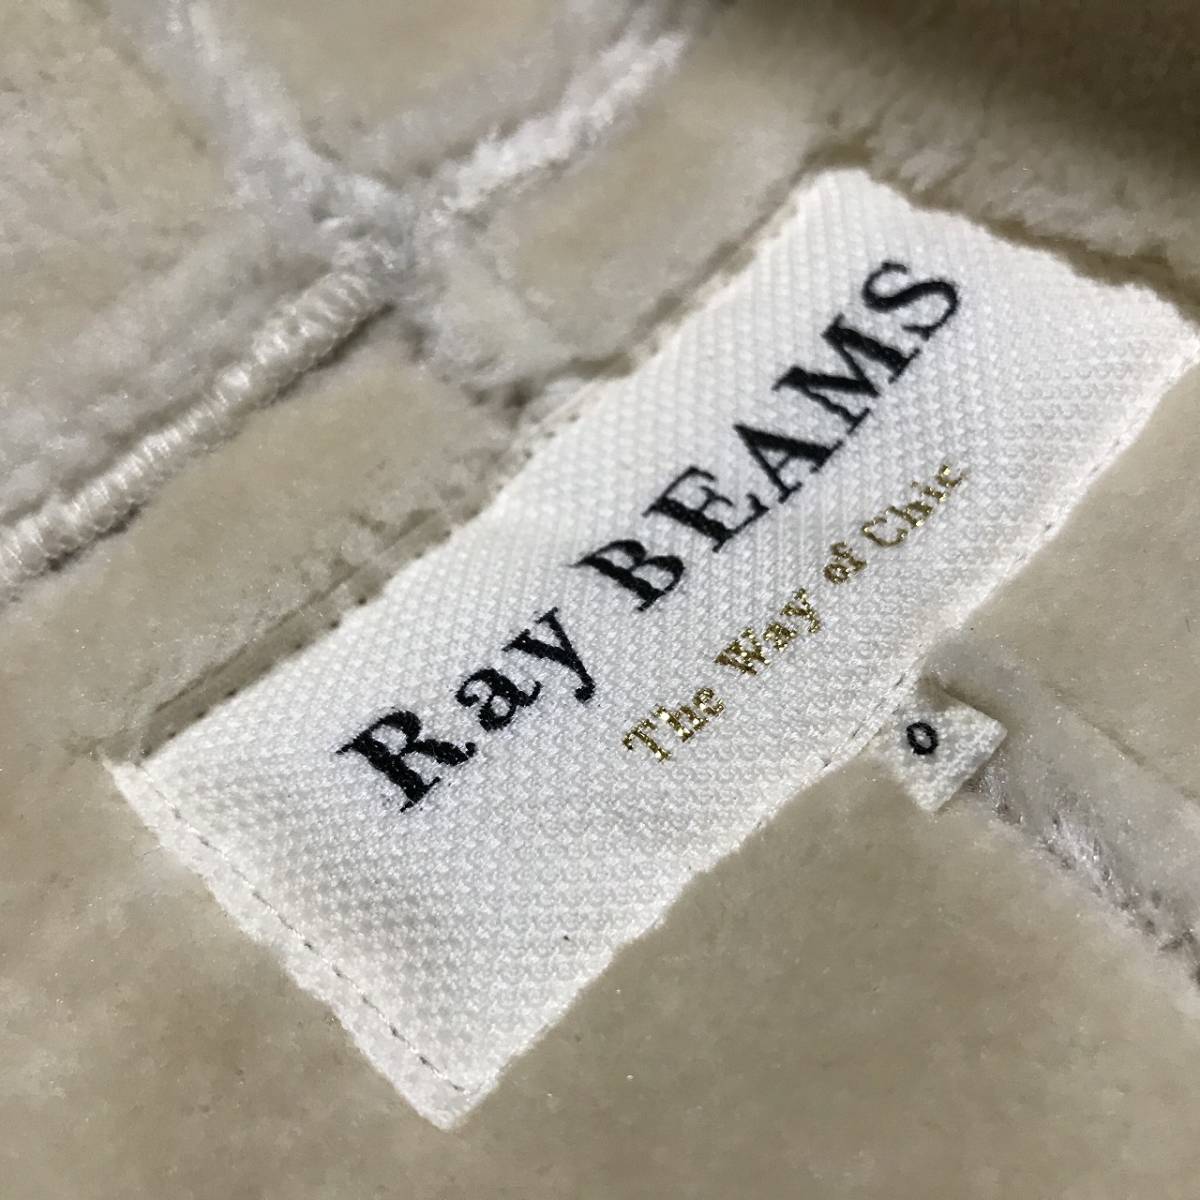 Ray BEAMS
The Way of Chic
0